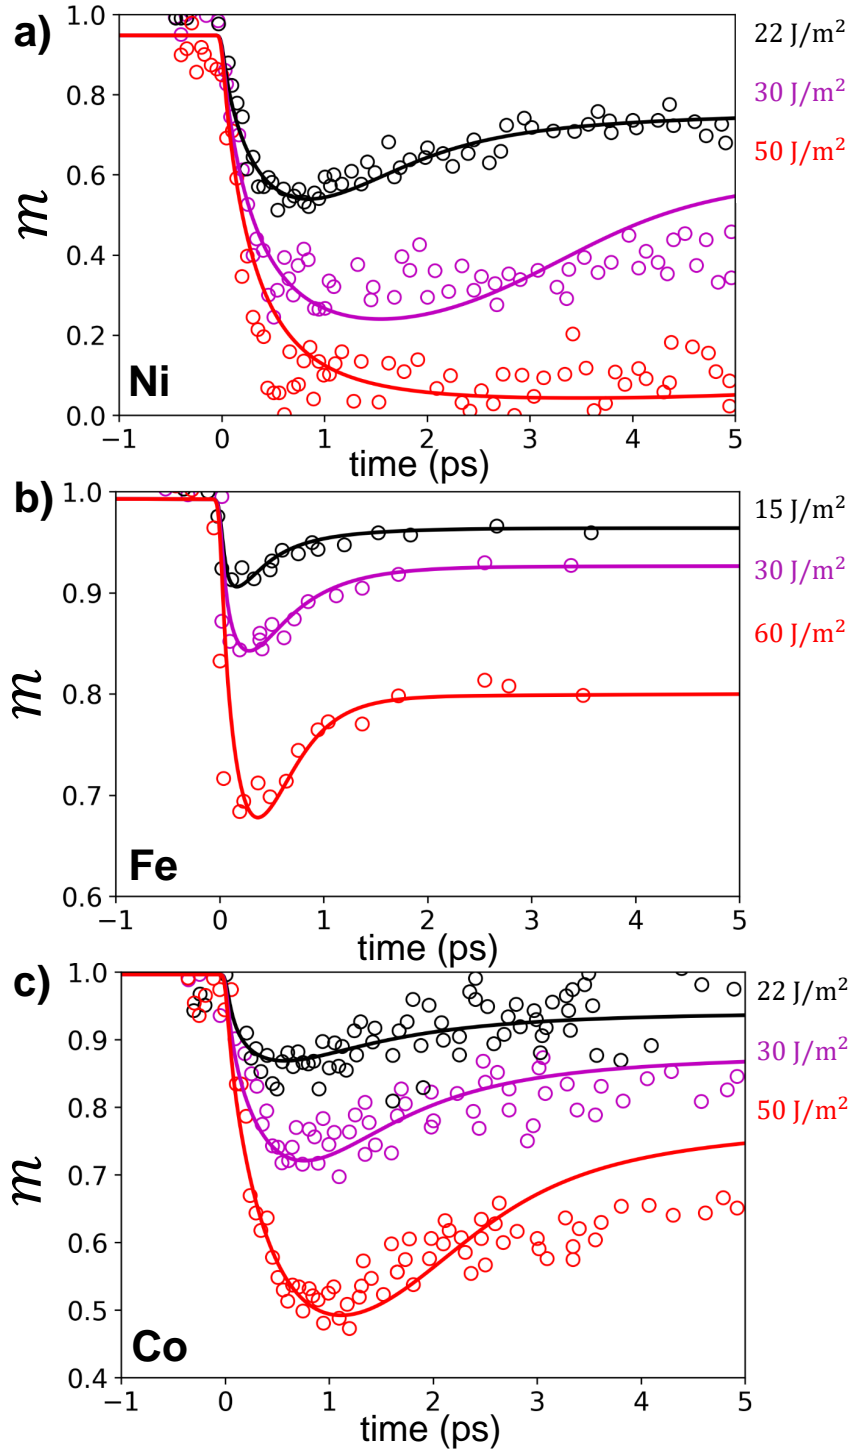 a)
1.0
0.8
0.6
0.4
0.2
0.0
m
Ni
−1 0 1 2 3 4 5
time (ps)
22 J/m²
30 J/m²
50 J/m²
b)
1.0
0.9
0.8
0.7
0.6
m
Fe
−1 0 1 2 3 4 5
time (ps)
15 J/m²
30 J/m²
60 J/m²
c)
1.0
0.9
0.8
0.7
0.6
0.5
0.4
m
Co
−1 0 1 2 3 4 5
time (ps)
22 J/m²
30 J/m²
50 J/m²